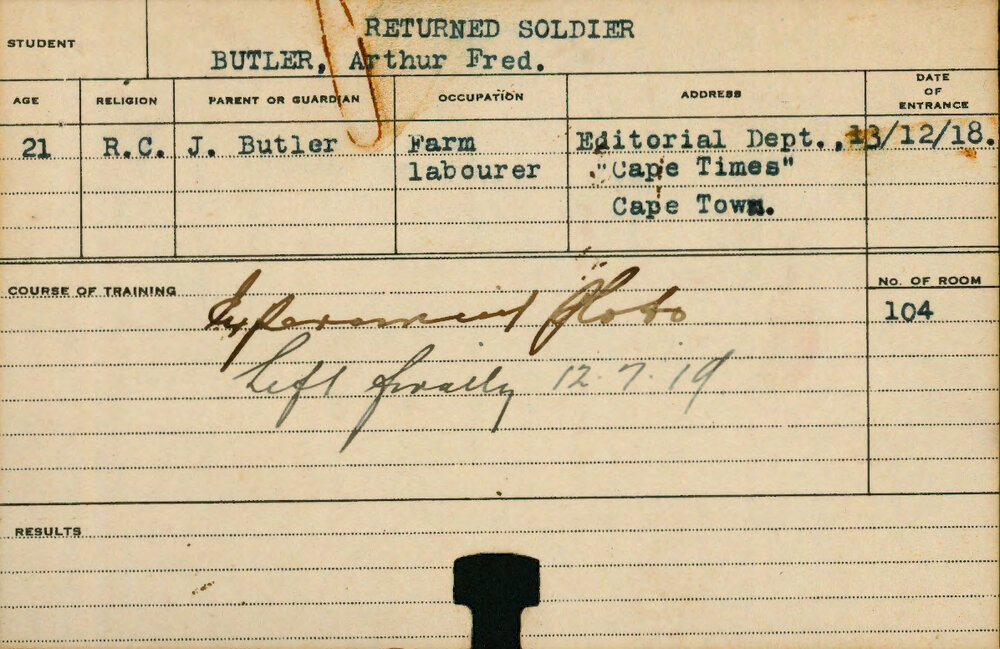 RETURNED SOLDIER
STUDENT
BUTLER, Arthur Fred.
AGE RELIGION PARENT OR GUARDIAN OCCUPATION ADDRESS DATE OF ENTRANCE
21 R.C. J. Butler Farm labourer Editorial Dept., 13/12/18.
"Cape Times"
Cape Town.
COURSE OF TRAINING
NO. OF ROOM
Experiment Plots
104
Left finally 12.7.19
RESULTS